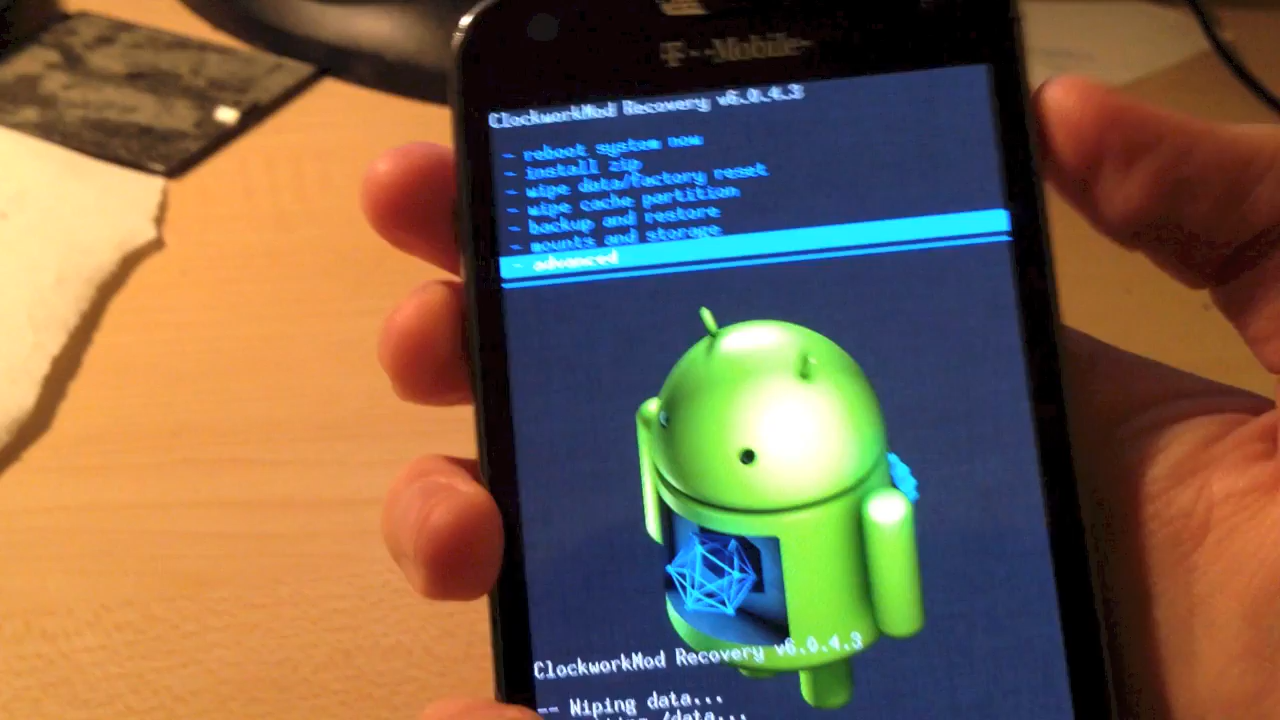 T--Mobile-
ClockworkMod Recovery v6.0.4.3
- reboot system now
- install zip
- wipe data/factory reset
- wipe cache partition
- backup and restore
- mounts and storage
- advanced
ClockworkMod Recovery v6.0.4.3
-- Wiping data...
/data...